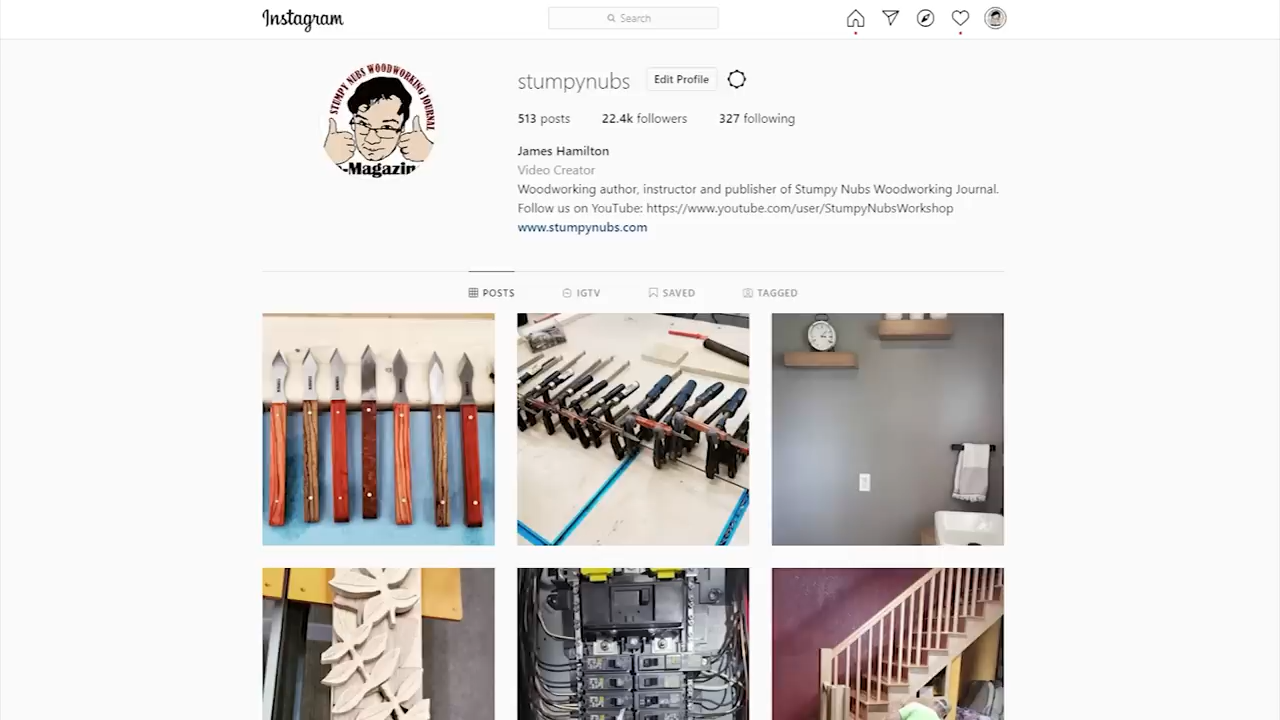 Instagram
Search
STUMPY NUBS WOODWORKING JOURNAL
-Magazin
stumpynubs
Edit Profile
513 posts 22.4k followers 327 following
James Hamilton
Video Creator
Woodworking author, instructor and publisher of Stumpy Nubs Woodworking Journal.
Follow us on YouTube: https://www.youtube.com/user/StumpyNubsWorkshop
www.stumpynubs.com
POSTS IGTV SAVED TAGGED